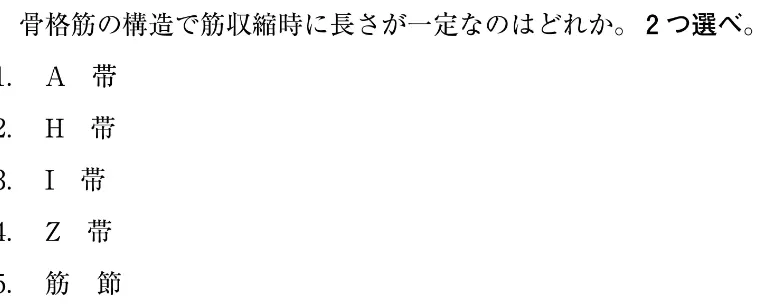 骨格筋の構造で筋収縮時に長さが一定なのはどれか。2つ選べ。
1. A 帯
2. H 帯
3. I 帯
4. Z 帯
5. 筋 節